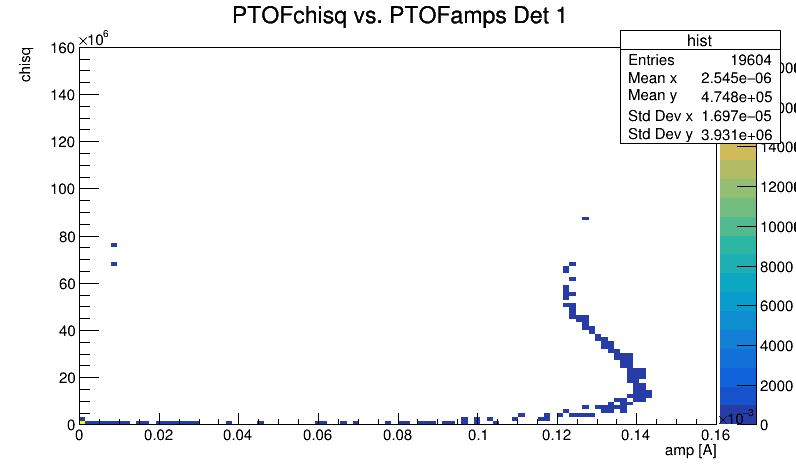 PTOFchisq vs. PTOFamps Det 1
hist
Entries 19604
Mean x 2.545e−06
Mean y 4.748e+05
Std Dev x 1.697e−05
Std Dev y 3.931e+06
×10⁶
chisq
160
140
120
100
80
60
40
20
0
0 0.02 0.04 0.06 0.08 0.1 0.12 0.14 0.16
×10⁻³
amp [A]
14000
12000
10000
8000
6000
4000
2000
0